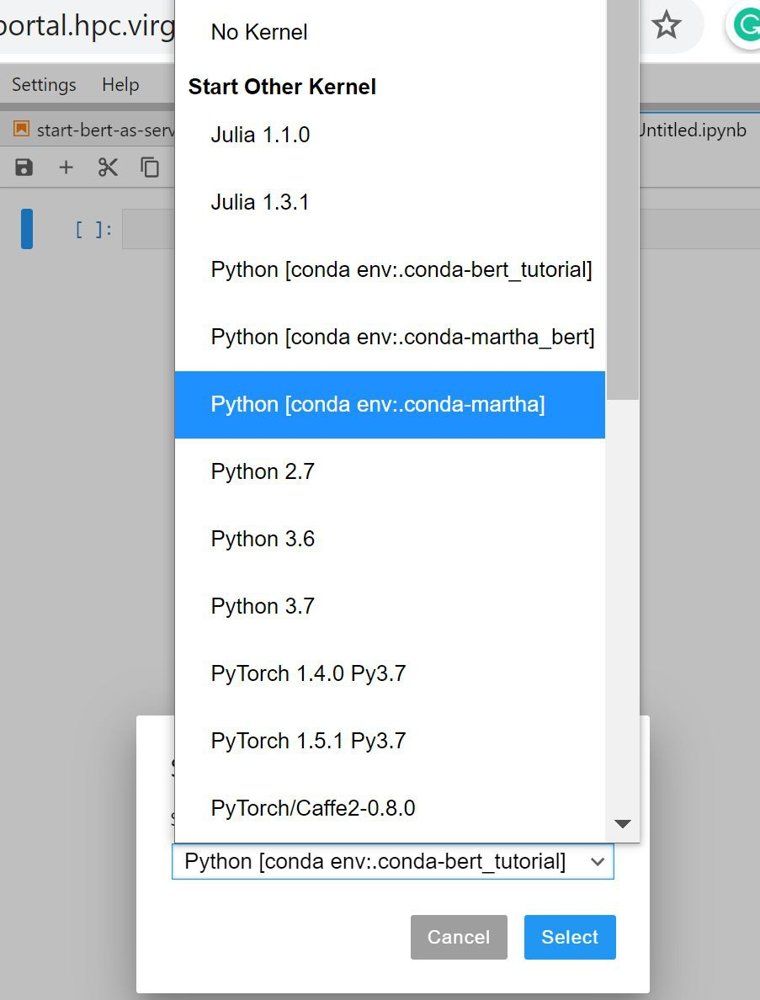 portal.hpc.virg
No Kernel
Settings Help
Start Other Kernel
start-bert-as-serv
Untitled.ipynb
Julia 1.1.0
Julia 1.3.1
[ ]:
Python [conda env:.conda-bert_tutorial]
Python [conda env:.conda-martha_bert]
Python [conda env:.conda-martha]
Python 2.7
Python 3.6
Python 3.7
PyTorch 1.4.0 Py3.7
PyTorch 1.5.1 Py3.7
PyTorch/Caffe2-0.8.0
Python [conda env:.conda-bert_tutorial]
Cancel Select